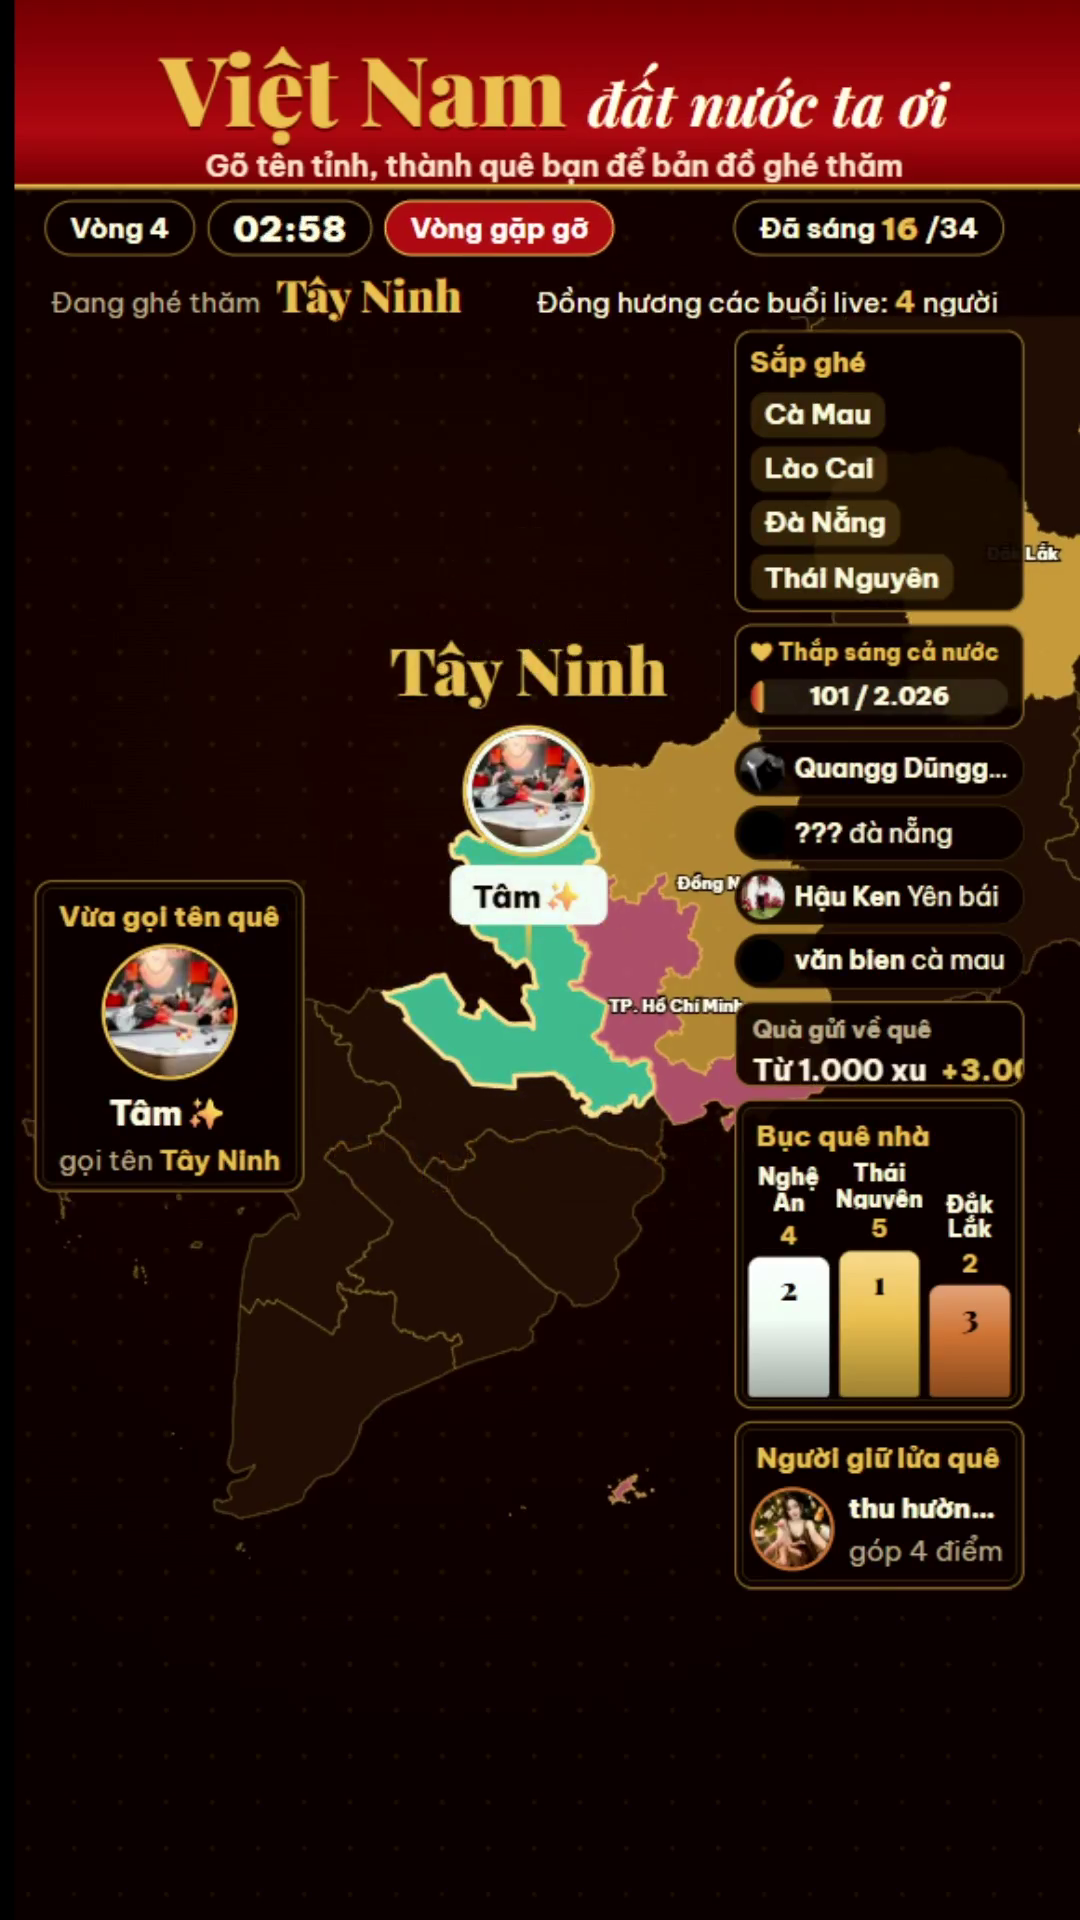 Việt Nam đất nước ta ơi
Gõ tên tỉnh, thành quê bạn để bản đồ ghé thăm
Vòng 4
02:58
Vòng gặp gỡ
Đã sáng 16 /34
Đang ghé thăm Tây Ninh
Đồng hương các buổi live: 4 người
Sắp ghé
Cà Mau
Lào Cai
Đà Nẵng
Thái Nguyên
Đắk Lắk
Thắp sáng cả nước
101 / 2.026
Tây Ninh
Tâm
Quangg Dũngg...
??? đà nẵng
Hậu Ken Yên bái
văn bien cà mau
Đồng N
TP. Hồ Chí Minh
Vừa gọi tên quê
Tâm
gọi tên Tây Ninh
Quà gửi về quê
Từ 1.000 xu +3.00
Bục quê nhà
Nghệ An
4
2
Thái Nguyên
5
1
Đắk Lắk
2
3
Người giữ lửa quê
thu hườn...
góp 4 điểm